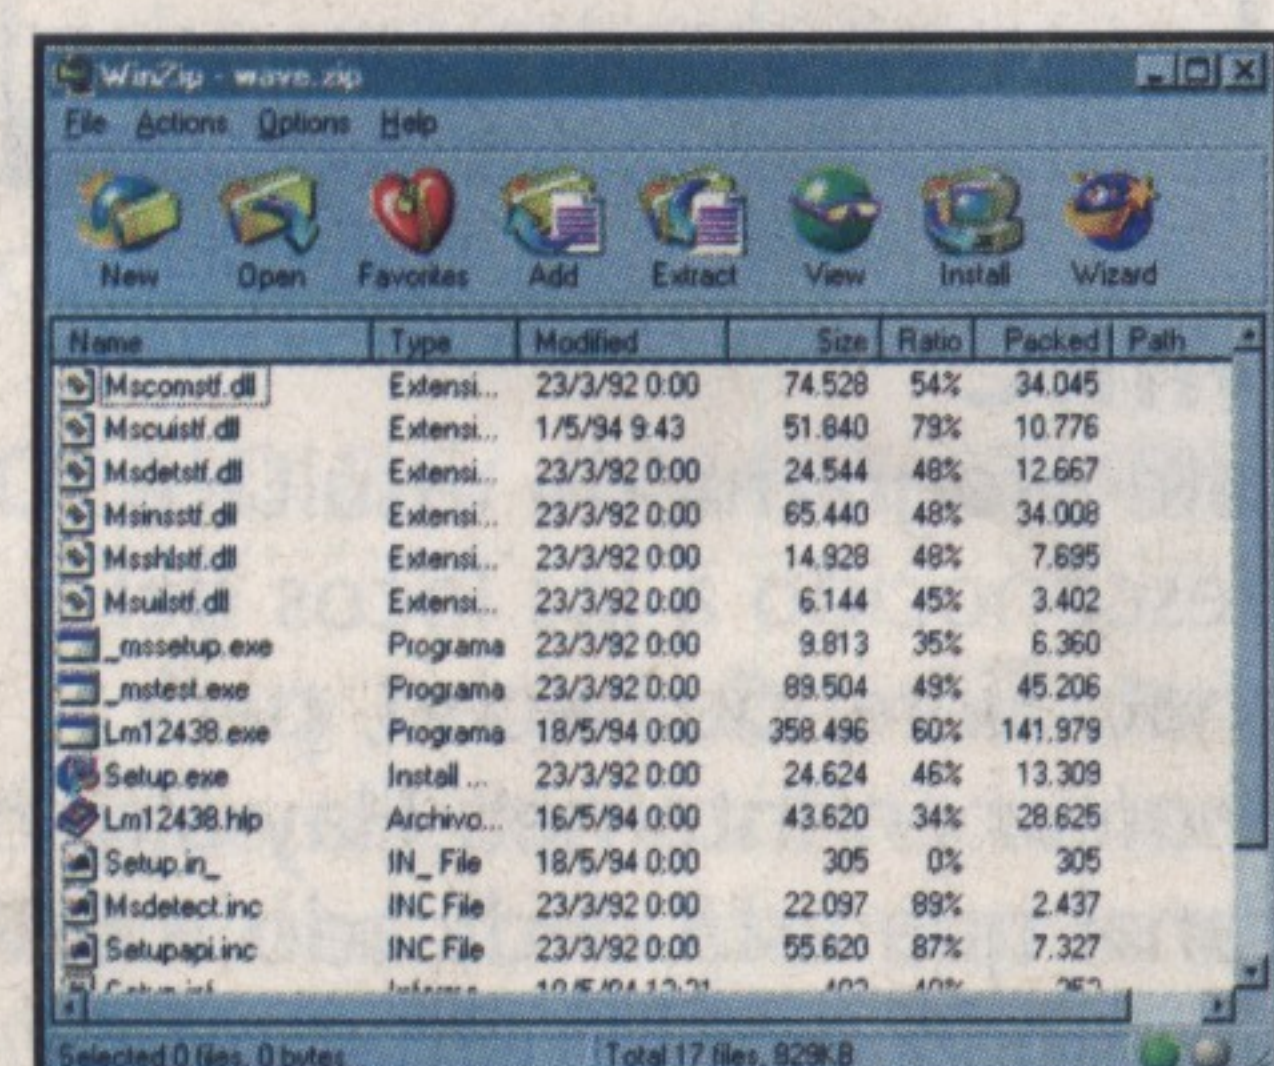 WinZip - wave.zip
File Actions Options Help
New Open Favorites Add Extract View Install Wizard
Name Type Modified Size Ratio Packed Path
Mscomstf.dll Extensi... 23/3/92 0:00 74.528 54% 34.045
Mscuistf.dll Extensi... 1/5/94 9:43 51.840 79% 10.776
Msdetstf.dll Extensi... 23/3/92 0:00 24.544 48% 12.667
Msinsstf.dll Extensi... 23/3/92 0:00 65.440 48% 34.008
Msshlstf.dll Extensi... 23/3/92 0:00 14.928 48% 7.695
Msuilstf.dll Extensi... 23/3/92 0:00 6.144 45% 3.402
_mssetup.exe Programa 23/3/92 0:00 9.813 35% 6.360
_mstest.exe Programa 23/3/92 0:00 89.504 49% 45.206
Lm12438.exe Programa 18/5/94 0:00 358.496 60% 141.979
Setup.exe Install ... 23/3/92 0:00 24.624 46% 13.309
Lm12438.hlp Archivo... 16/5/94 0:00 43.620 34% 28.625
Setup.in_ IN_ File 18/5/94 0:00 305 0% 305
Msdetect.inc INC File 23/3/92 0:00 22.097 89% 2.437
Setupapi.inc INC File 23/3/92 0:00 55.620 87% 7.327
Selected 0 files, 0 bytes Total 17 files, 829KB